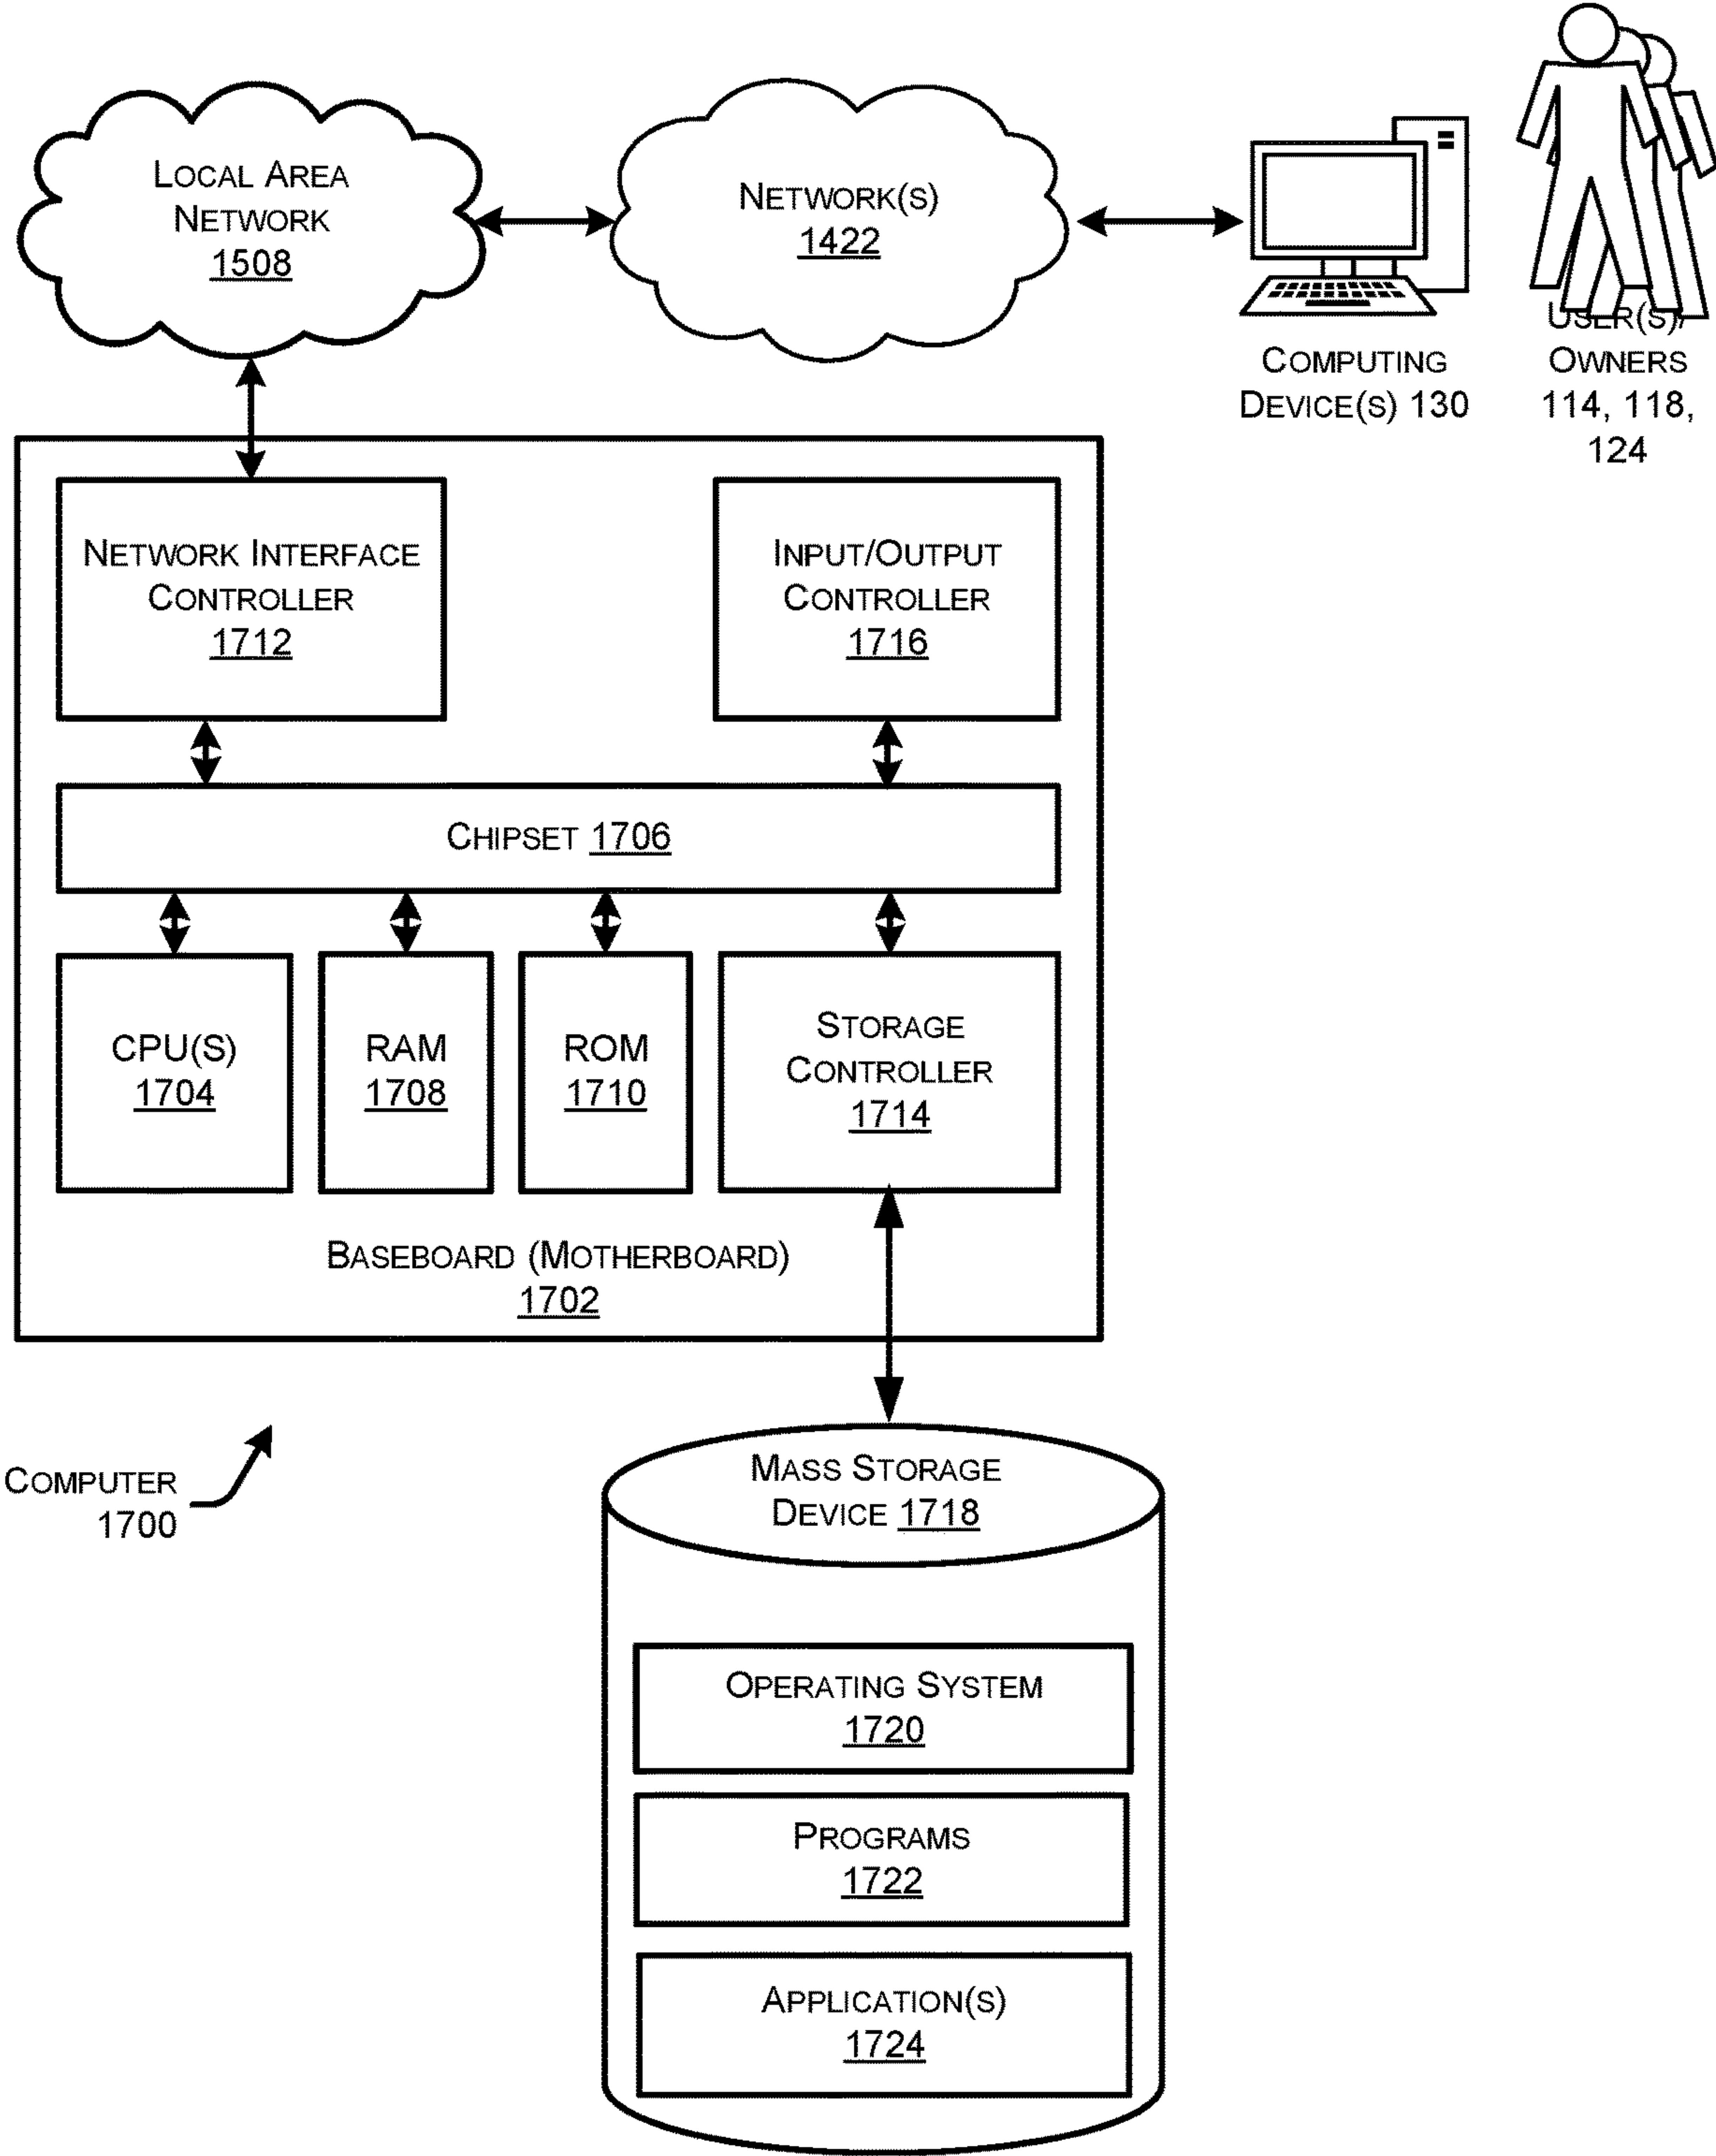 LOCAL AREA
NETWORK
1508
NETWORK(S)
1422
COMPUTING
DEVICE(S) 130
USER(S)/
OWNERS
114, 118,
124
NETWORK INTERFACE
CONTROLLER
1712
INPUT/OUTPUT
CONTROLLER
1716
CHIPSET 1706
CPU(S)
1704
RAM
1708
ROM
1710
STORAGE
CONTROLLER
1714
BASEBOARD (MOTHERBOARD)
1702
COMPUTER
1700
MASS STORAGE
DEVICE 1718
OPERATING SYSTEM
1720
PROGRAMS
1722
APPLICATION(S)
1724